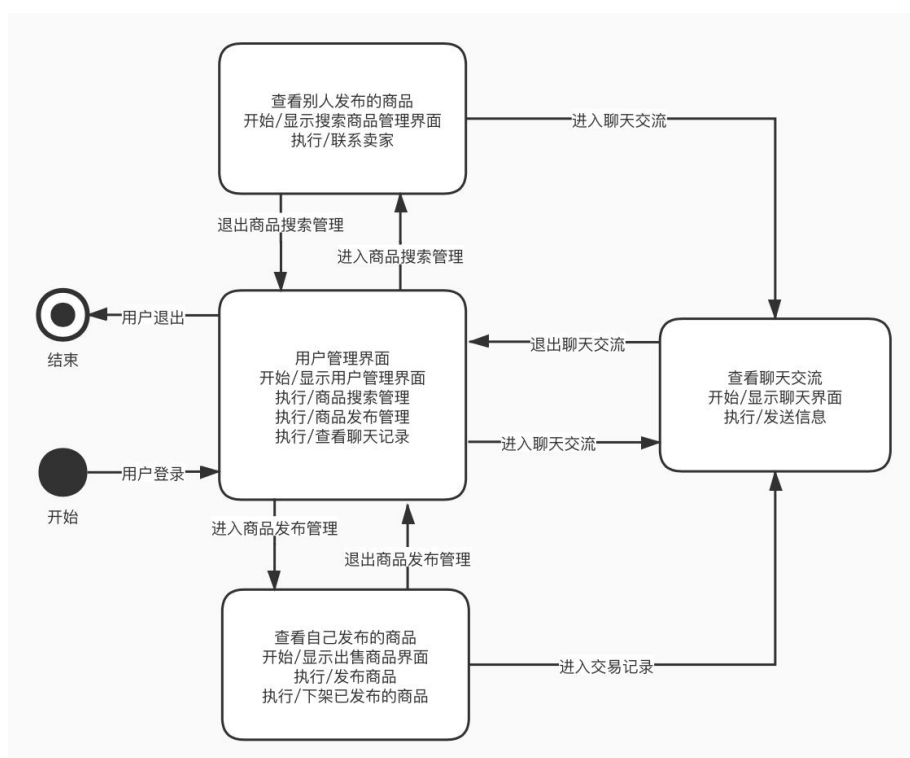 查看别人发布的商品
开始/显示搜索商品管理界面
执行/联系卖家
进入聊天交流
退出商品搜索管理
进入商品搜索管理
用户退出
结束
用户管理界面
开始/显示用户管理界面
执行/商品搜索管理
执行/商品发布管理
执行/查看聊天记录
退出聊天交流
查看聊天交流
开始/显示聊天界面
执行/发送信息
进入聊天交流
用户登录
开始
进入商品发布管理
退出商品发布管理
查看自己发布的商品
开始/显示出售商品界面
执行/发布商品
执行/下架已发布的商品
进入交易记录